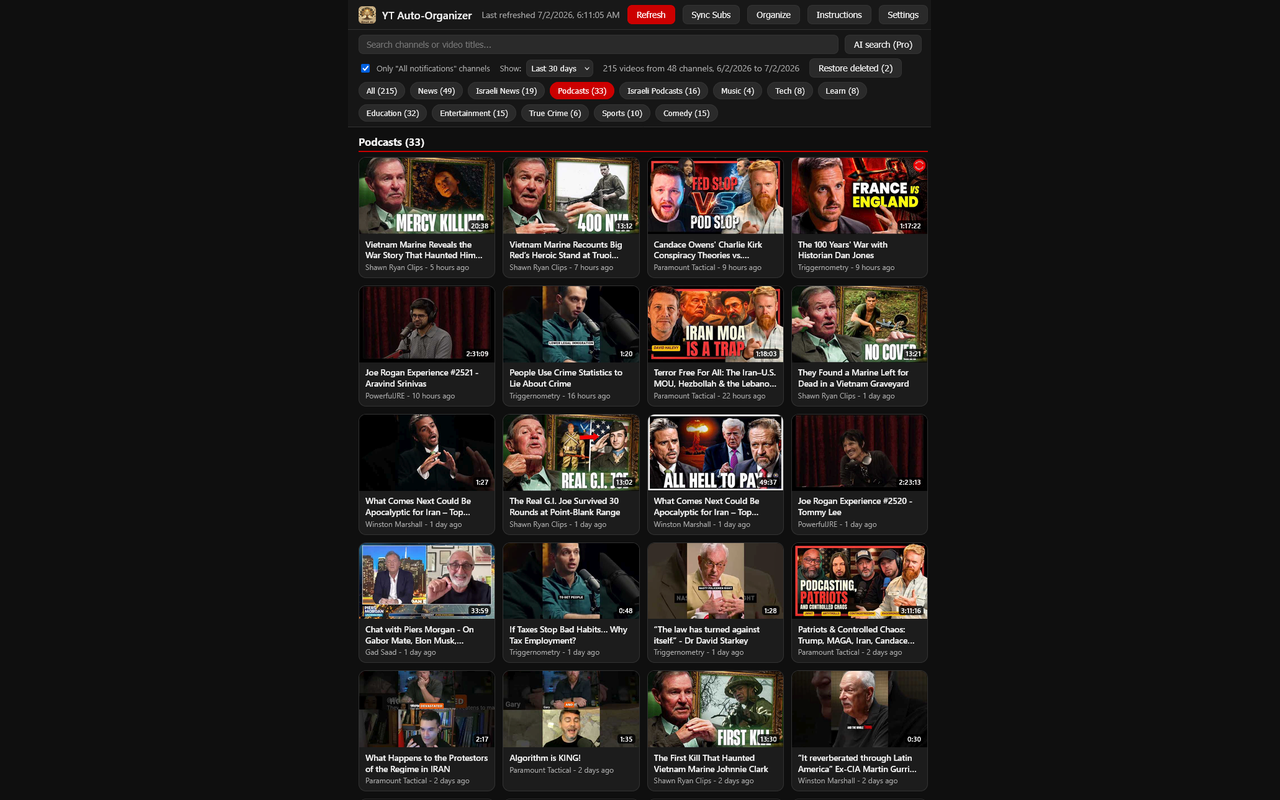 YT Auto-Organizer
Last refreshed 7/2/2026, 6:11:05 AM
Refresh
Sync Subs
Organize
Instructions
Settings
Search channels or video titles...
AI search (Pro)
Only "All notifications" channels
Show:
Last 30 days
215 videos from 48 channels, 6/2/2026 to 7/2/2026
Restore deleted (2)
All (215)
News (49)
Israeli News (19)
Podcasts (33)
Israeli Podcasts (16)
Music (4)
Tech (8)
Learn (8)
Education (32)
Entertainment (15)
True Crime (6)
Sports (10)
Comedy (15)
Podcasts (33)
MERCY KILLING
20:38
Vietnam Marine Reveals the
War Story That Haunted Him...
Shawn Ryan Clips - 5 hours ago
400 NVA
13:12
Vietnam Marine Recounts Big
Red's Heroic Stand at Truoi...
Shawn Ryan Clips - 7 hours ago
FED SLOP
VS
POD SLOP
Candace Owens' Charlie Kirk
Conspiracy Theories vs....
Paramount Tactical - 9 hours ago
FRANCE VS
ENGLAND
1:17:22
The 100 Years' War with
Historian Dan Jones
Triggernometry - 9 hours ago
2:31:09
Joe Rogan Experience #2521 -
Aravind Srinivas
PowerfulJRE - 10 hours ago
LOWER LEGAL IMMIGRATION
1:20
People Use Crime Statistics to
Lie About Crime
Triggernometry - 16 hours ago
IRAN MOA
IS A TRAP
DAVID HALEVY
1:18:03
Terror Free For All: The Iran–U.S.
MOU, Hezbollah & the Lebano...
Paramount Tactical - 22 hours ago
NO COVER
13:21
They Found a Marine Left for
Dead in a Vietnam Graveyard
Shawn Ryan Clips - 1 day ago
1:27
What Comes Next Could Be
Apocalyptic for Iran – Top...
Winston Marshall - 1 day ago
REAL G.I. JOE
13:02
The Real G.I. Joe Survived 30
Rounds at Point-Blank Range
Shawn Ryan Clips - 1 day ago
ALL HELL TO PAY
49:37
What Comes Next Could Be
Apocalyptic for Iran – Top...
Winston Marshall - 1 day ago
2:23:13
Joe Rogan Experience #2520 -
Tommy Lee
PowerfulJRE - 1 day ago
PIERS
MORGAN
33:59
Chat with Piers Morgan - On
Gabor Mate, Elon Musk,...
Gad Saad - 1 day ago
TO GET PEOPLE
0:48
If Taxes Stop Bad Habits... Why
Tax Employment?
Triggernometry - 1 day ago
1:28
"The law has turned against
itself." - Dr David Starkey
Triggernometry - 1 day ago
PODCASTING,
PATRIOTS
AND CONTROLLED CHAOS
3:11:16
Patriots & Controlled Chaos:
Trump, MAGA, Iran, Candace...
Paramount Tactical - 2 days ago
2:17
What Happens to the Protestors
of the Regime in IRAN
Paramount Tactical - 2 days ago
Gary
1:35
Algorithm is KING!
Paramount Tactical - 2 days ago
FIRST KILL
13:30
The First Kill That Haunted
Vietnam Marine Johnnie Clark
Shawn Ryan Clips - 2 days ago
0:30
"It reverberated through Latin
America" Ex-CIA Martin Gurri...
Winston Marshall - 2 days ago